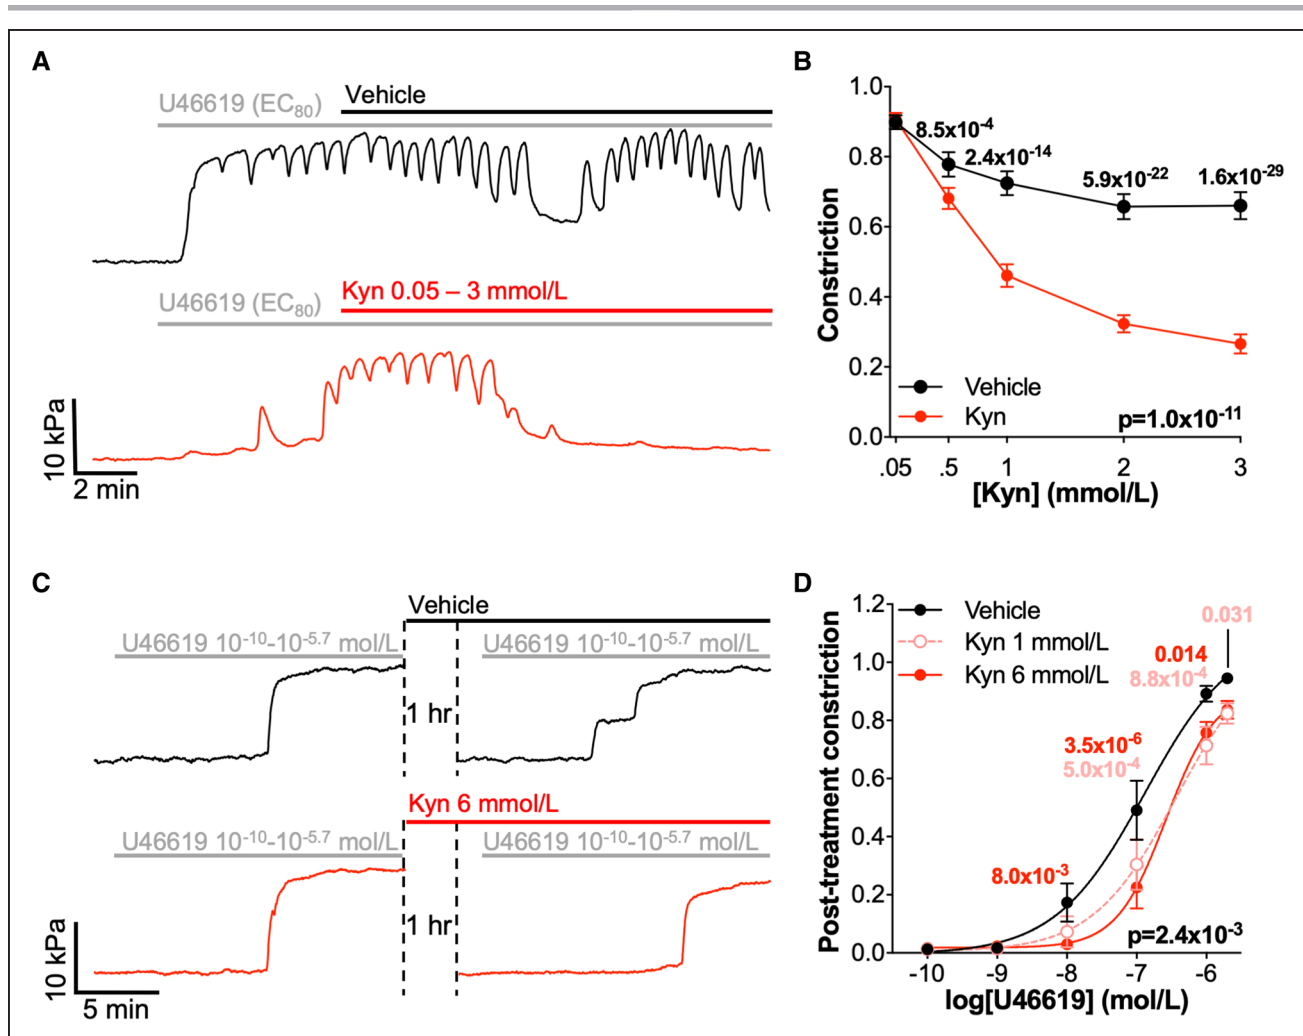 A
U46619 (EC80)
Vehicle
U46619 (EC80)
Kyn 0.05 – 3 mmol/L
10 kPa
2 min
B
Constriction
1.0
0.8
0.6
0.4
0.2
0.0
8.5x10-4
2.4x10-14
5.9x10-22
1.6x10-29
Vehicle
Kyn
p=1.0x10-11
.05 .5 1 2 3
[Kyn] (mmol/L)
C
Vehicle
U46619 10-10-10-5.7 mol/L
U46619 10-10-10-5.7 mol/L
1 hr
Kyn 6 mmol/L
U46619 10-10-10-5.7 mol/L
U46619 10-10-10-5.7 mol/L
1 hr
10 kPa
5 min
D
Post-treatment constriction
1.2
1.0
0.8
0.6
0.4
0.2
0.0
Vehicle
Kyn 1 mmol/L
Kyn 6 mmol/L
0.031
0.014
8.8x10-4
3.5x10-6
5.0x10-4
8.0x10-3
p=2.4x10-3
-10 -9 -8 -7 -6
log[U46619] (mol/L)